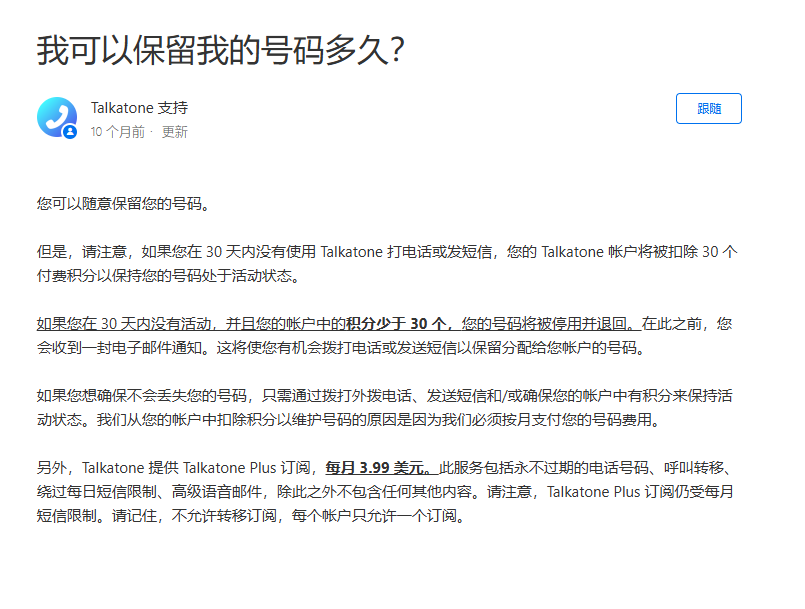 我可以保留我的号码多久？
Talkatone 支持
10 个月前 · 更新
跟随
您可以随意保留您的号码。
但是，请注意，如果您在 30 天内没有使用 Talkatone 打电话或发短信，您的 Talkatone 帐户将被扣除 30 个
付费积分以保持您的号码处于活动状态。
如果您在 30 天内没有活动，并且您的帐户中的积分少于 30 个，您的号码将被停用并退回。在此之前，您
会收到一封电子邮件通知。这将使您有机会拨打电话或发送短信以保留分配给您帐户的号码。
如果您想确保不会丢失您的号码，只需通过拨打外拨电话、发送短信和/或确保您的帐户中有积分来保持活
动状态。我们从您的帐户中扣除积分以维护号码的原因是因为我们必须按月支付您的号码费用。
另外，Talkatone 提供 Talkatone Plus 订阅，每月 3.99 美元。此服务包括永不过期的电话号码、呼叫转移、
绕过每日短信限制、高级语音邮件，除此之外不包含任何其他内容。请注意，Talkatone Plus 订阅仍受每月
短信限制。请记住，不允许转移订阅，每个帐户只允许一个订阅。